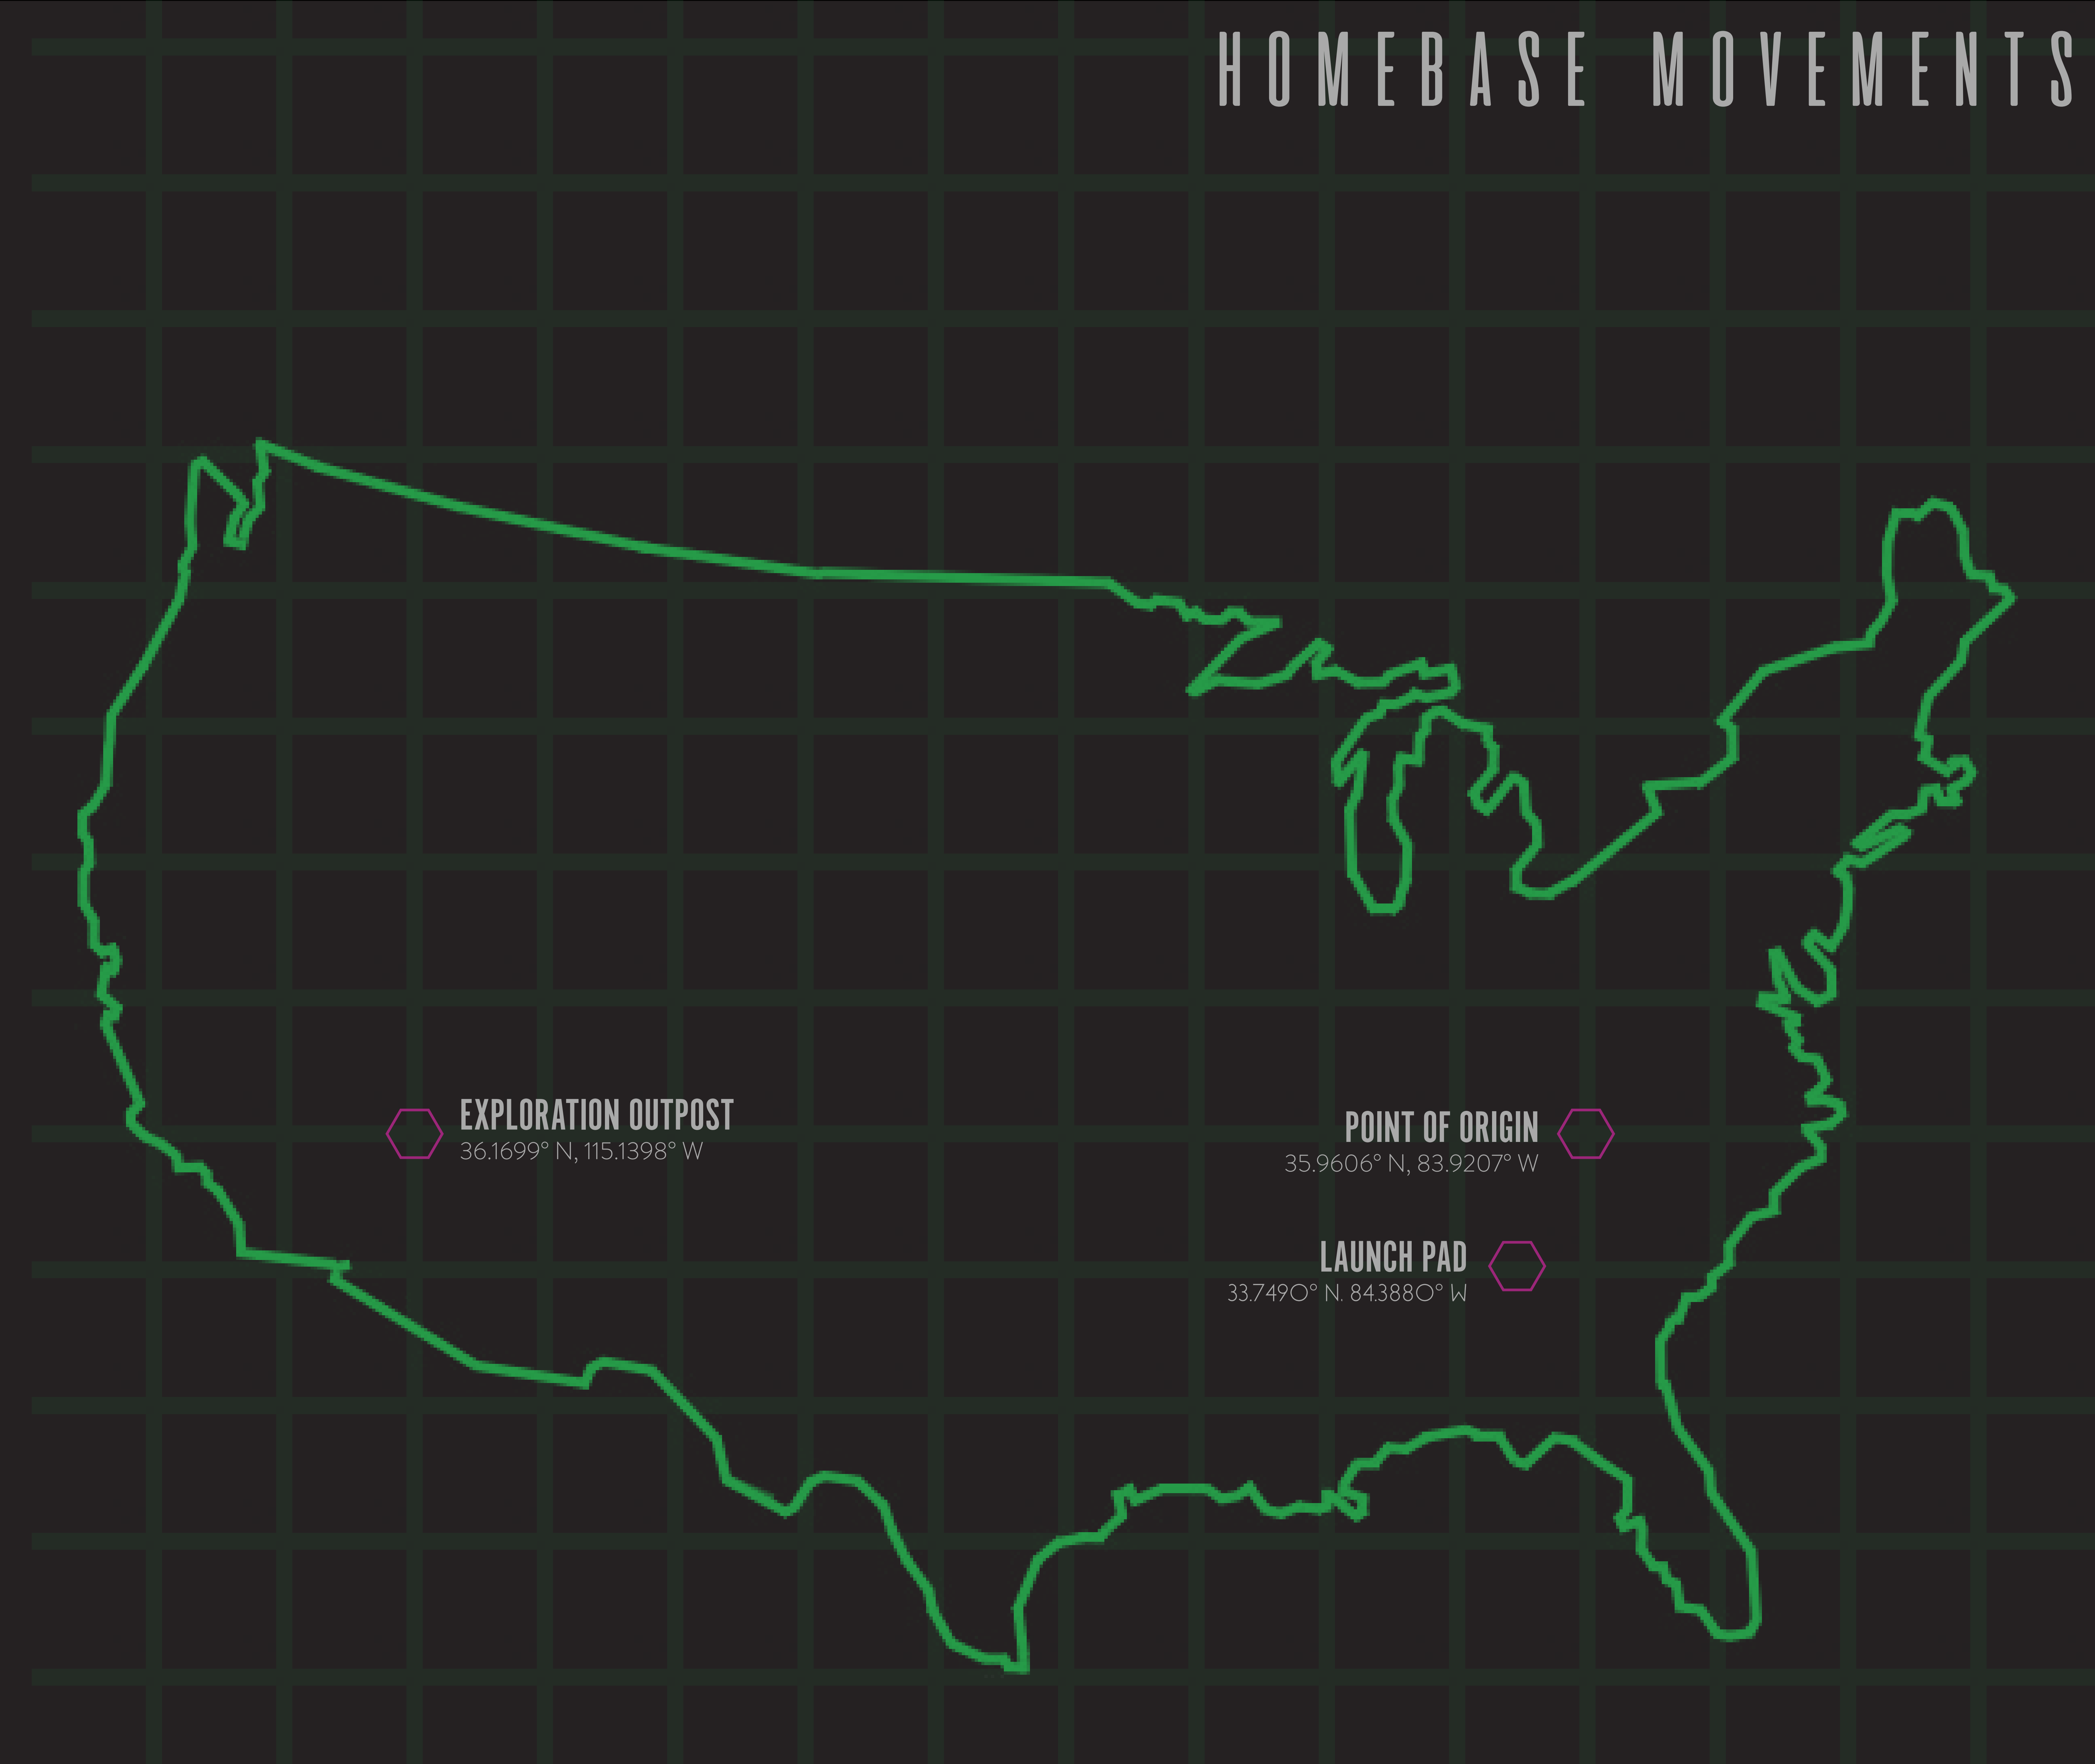 HOMEBASE MOVEMENTS
EXPLORATION OUTPOST
36.1699° N, 115.1398° W
POINT OF ORIGIN
35.9606° N, 83.9207° W
LAUNCH PAD
33.7490° N. 84.3880° W